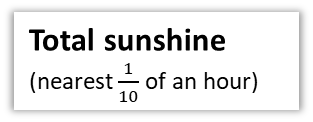 Total sunshine
(nearest 1/10 of an hour)